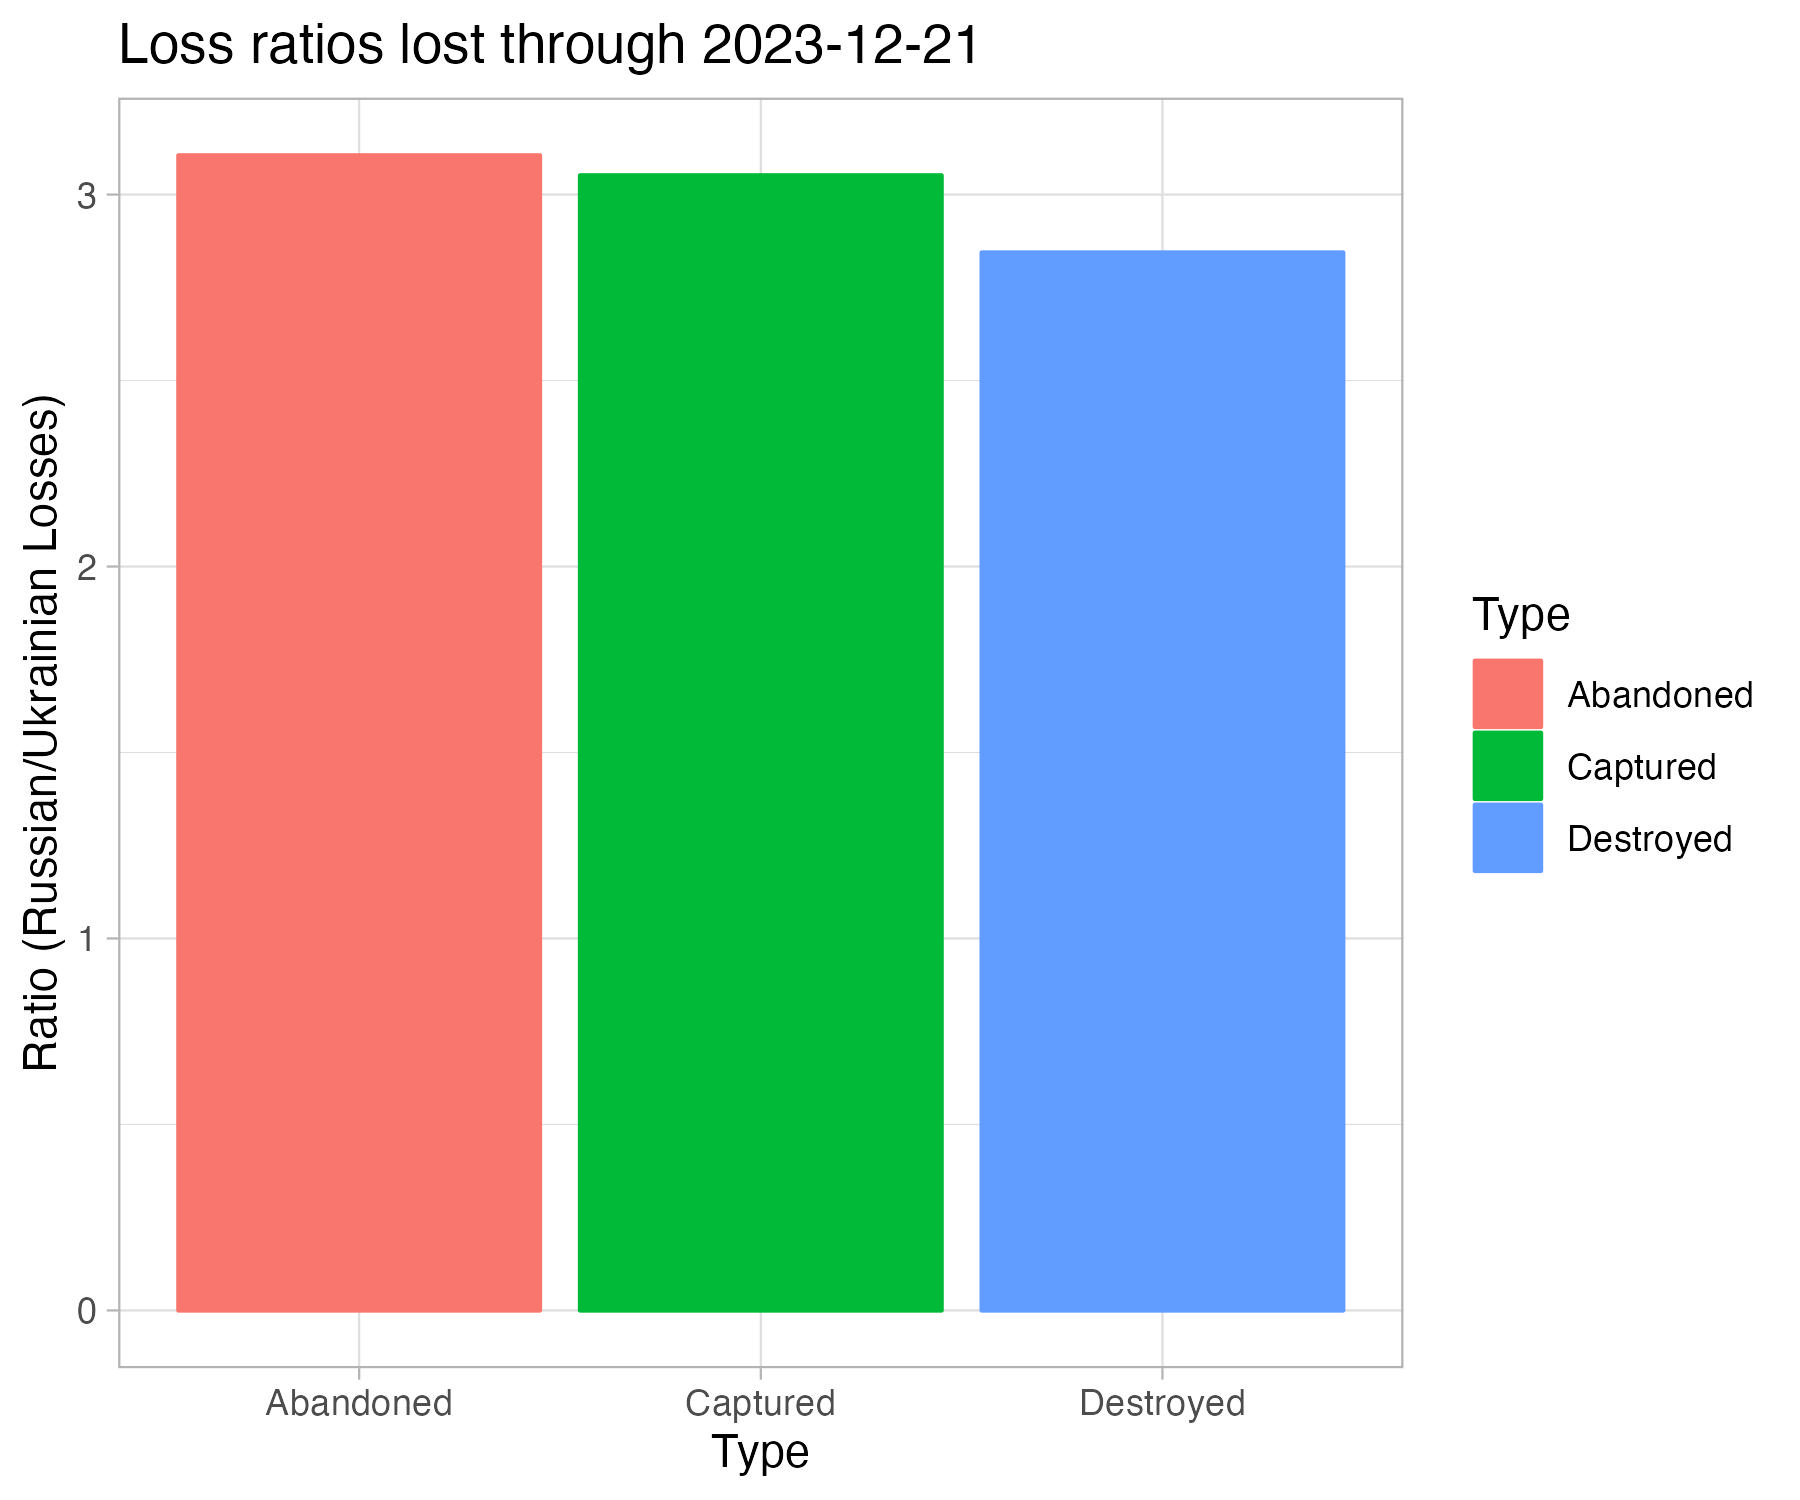 Loss ratios lost through 2023-12-21
Ratio (Russian/Ukrainian Losses)
3
2
1
0
Abandoned
Captured
Destroyed
Type
Type
Abandoned
Captured
Destroyed